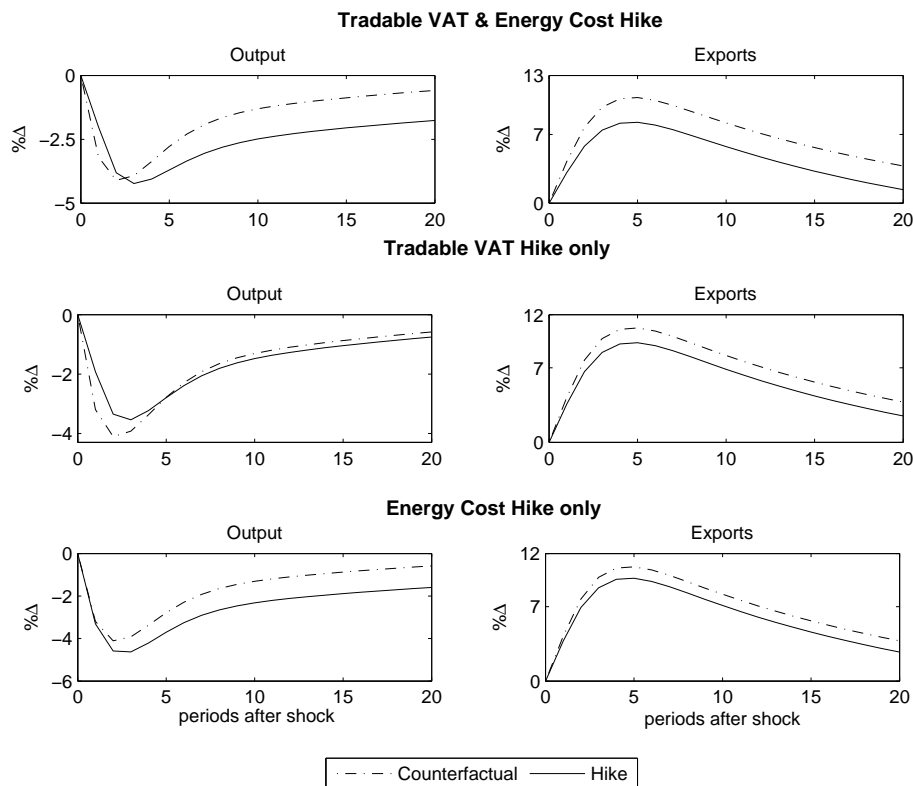 Tradable VAT & Energy Cost Hike
Output
Exports
0
−2.5
−5
%Δ
0 5 10 15 20
13
7
0
%Δ
0 5 10 15 20
Tradable VAT Hike only
Output
Exports
0
−2
−4
%Δ
0 5 10 15 20
12
7
0
%Δ
0 5 10 15 20
Energy Cost Hike only
Output
Exports
0
−2
−4
−6
%Δ
0 5 10 15 20
periods after shock
12
7
0
%Δ
0 5 10 15 20
periods after shock
Counterfactual Hike